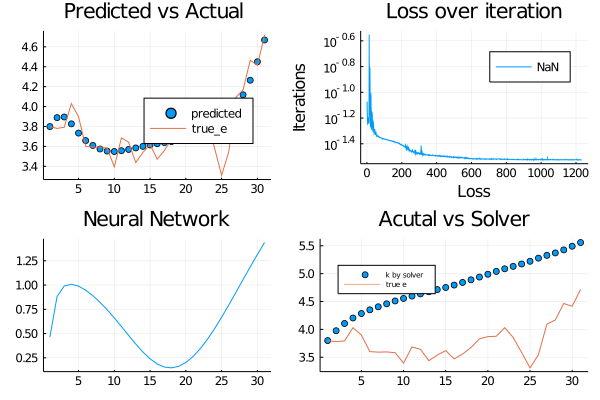 Predicted vs Actual
4.6
4.4
4.2
4.0
3.8
3.6
3.4
predicted
true_e
5 10 15 20 25 30
Loss over iteration
10^-0.6
10^-0.8
10^-1.0
10^-1.2
10^-1.4
Iterations
NaN
0 200 400 600 800 1000 1200
Loss
Neural Network
1.25
1.00
0.75
0.50
0.25
5 10 15 20 25 30
Acutal vs Solver
5.5
5.0
4.5
4.0
3.5
k by solver
true e
5 10 15 20 25 30